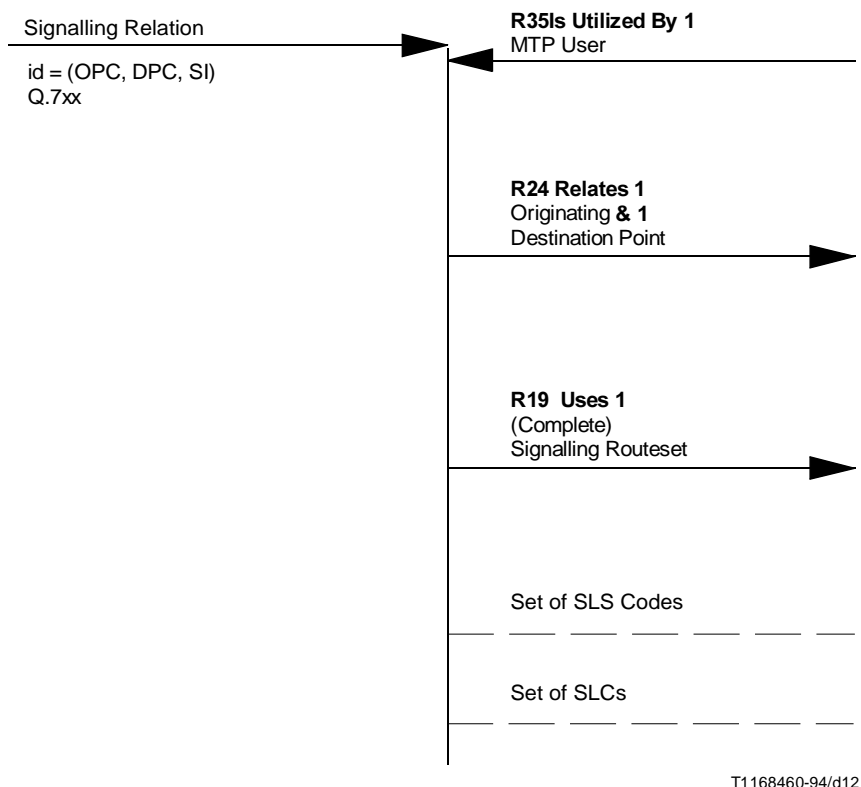 Signalling Relation
id = (OPC, DPC, SI)
Q.7xx
R35Is Utilized By 1
MTP User
R24 Relates 1
Originating & 1
Destination Point
R19 Uses 1
(Complete)
Signalling Routeset
Set of SLS Codes
Set of SLCs
T1168460-94/d12